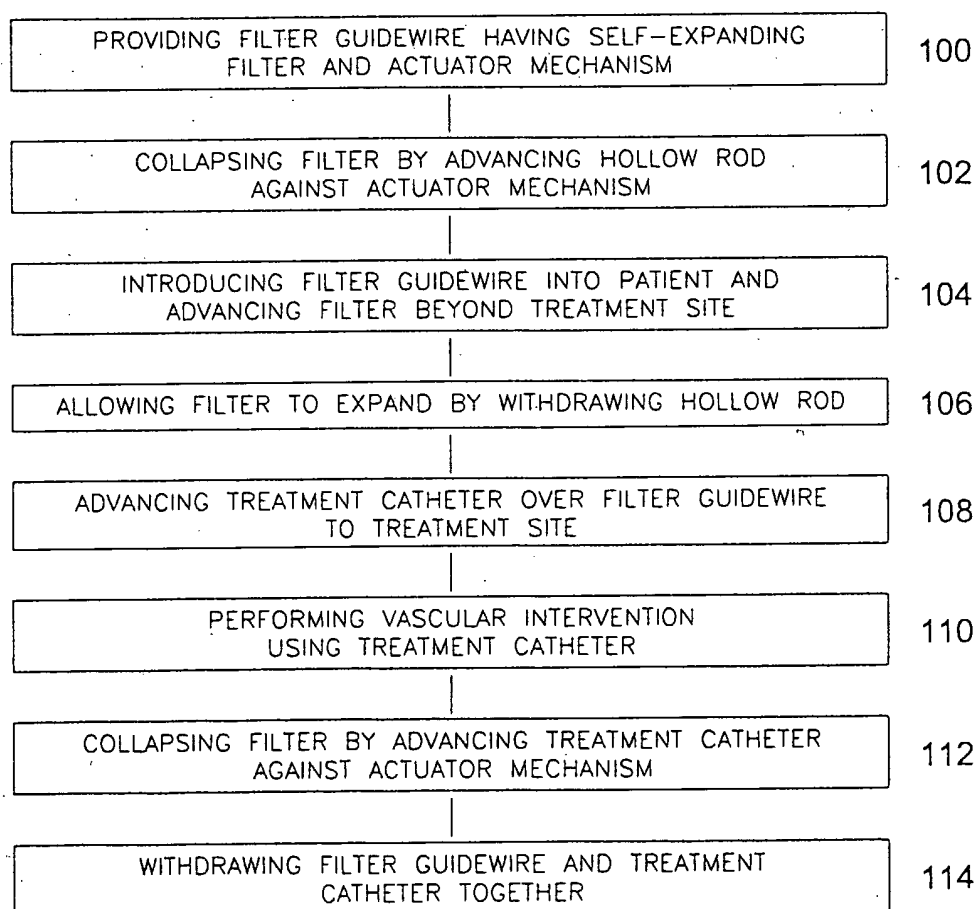 PROVIDING FILTER GUIDEWIRE HAVING SELF-EXPANDING
FILTER AND ACTUATOR MECHANISM
100
COLLAPSING FILTER BY ADVANCING HOLLOW ROD
AGAINST ACTUATOR MECHANISM
102
INTRODUCING FILTER GUIDEWIRE INTO PATIENT AND
ADVANCING FILTER BEYOND TREATMENT SITE
104
ALLOWING FILTER TO EXPAND BY WITHDRAWING HOLLOW ROD
106
ADVANCING TREATMENT CATHETER OVER FILTER GUIDEWIRE
TO TREATMENT SITE
108
PERFORMING VASCULAR INTERVENTION
USING TREATMENT CATHETER
110
COLLAPSING FILTER BY ADVANCING TREATMENT CATHETER
AGAINST ACTUATOR MECHANISM
112
WITHDRAWING FILTER GUIDEWIRE AND TREATMENT
CATHETER TOGETHER
114